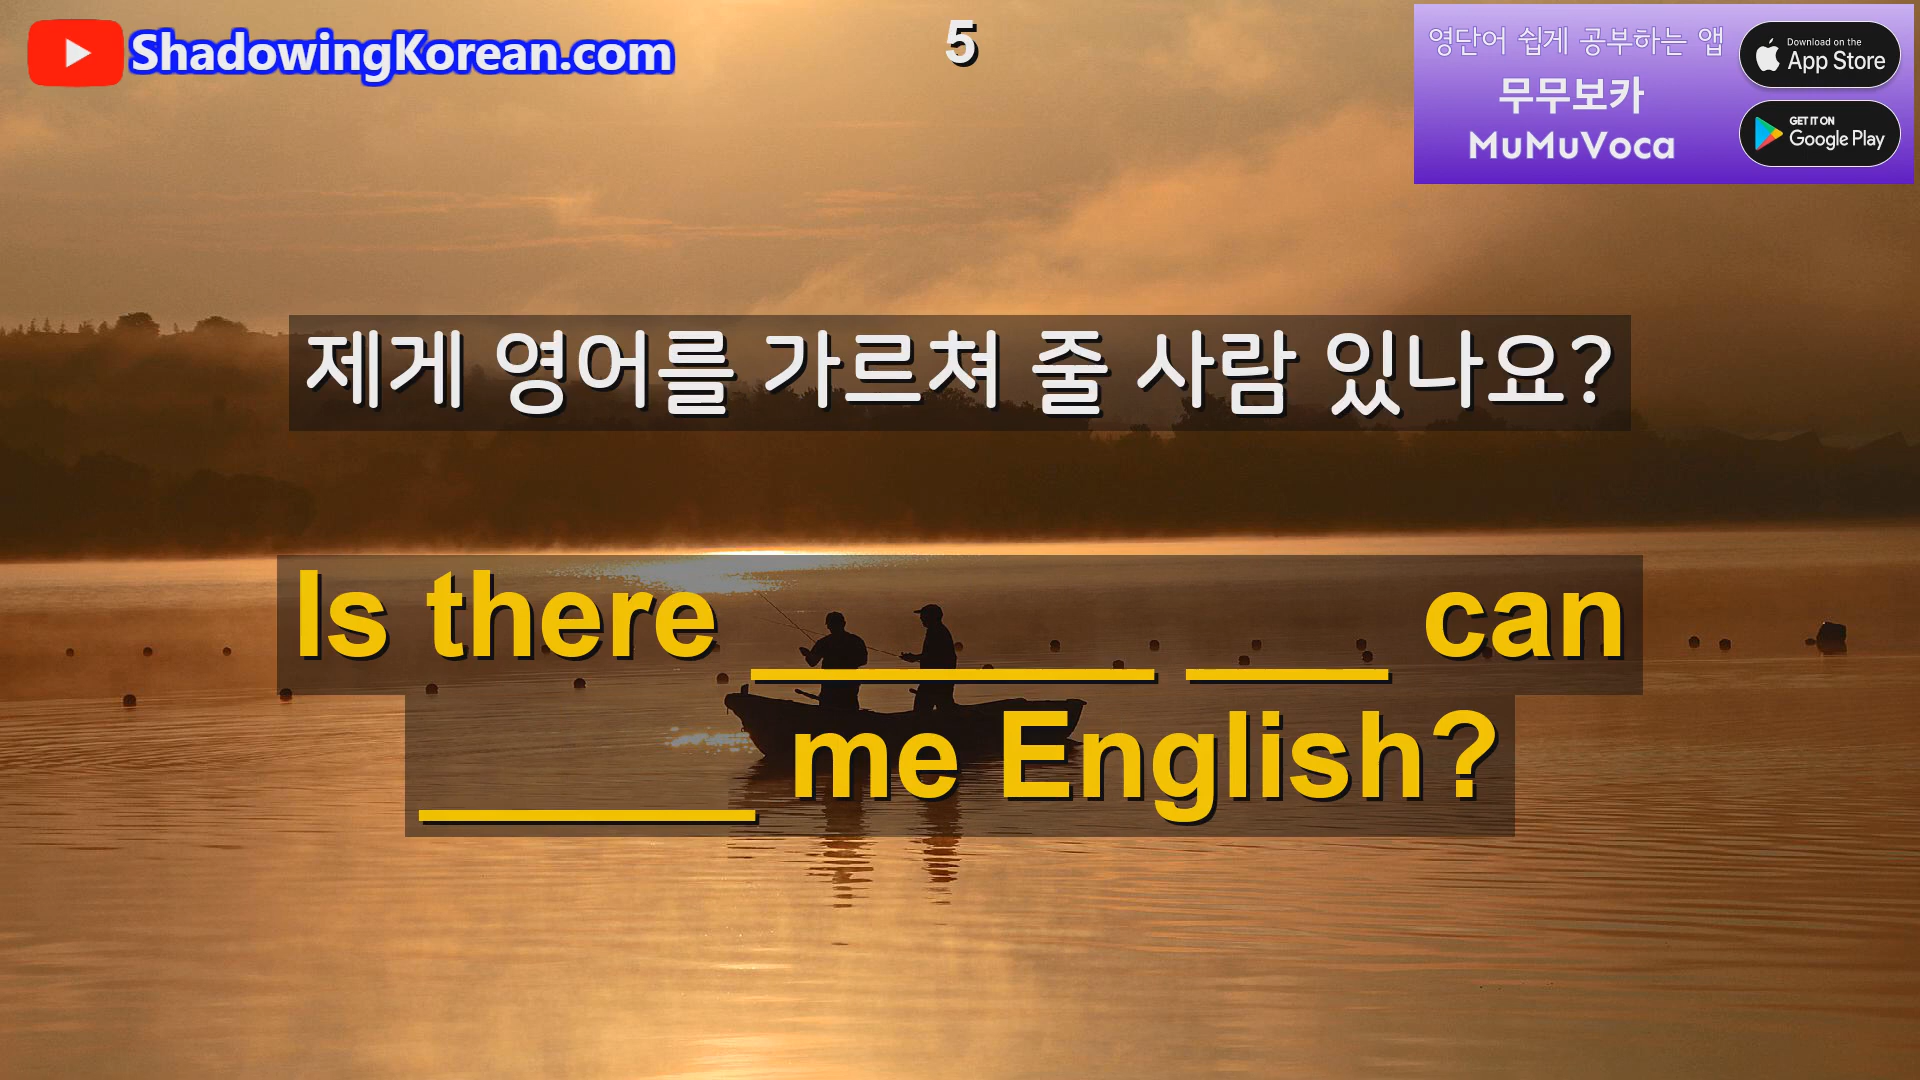 ShadowingKorean.com
5
영단어 쉽게 공부하는 앱
무무보카
MuMuVoca
Download on the
App Store
GET IT ON
Google Play
제게 영어를 가르쳐 줄 사람 있나요?
Is there ______ ___ can
_____ me English?